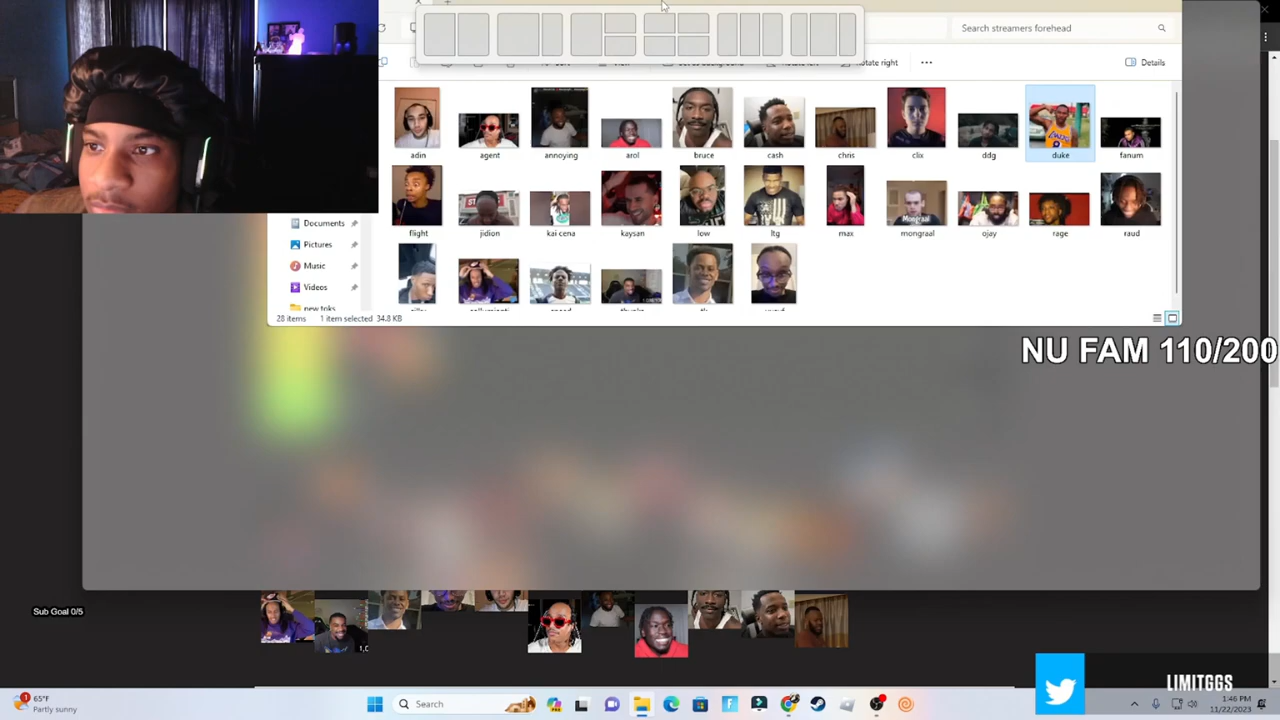 Search streamers forehead
Rotate right
Details
adin
agent
annoying
arol
bruce
cash
chris
clix
ddg
duke
fanum
flight
jidion
kai cena
kaysan
low
ltg
max
Mongraal
mongraal
ojay
rage
raud
Documents
Pictures
Music
Videos
new toks
28 items
1 item selected 34.8 KB
NU FAM 110/200
Sub Goal 0/5
65°F
Partly sunny
Search
LIMITGGS
1:46 PM
11/22/2023